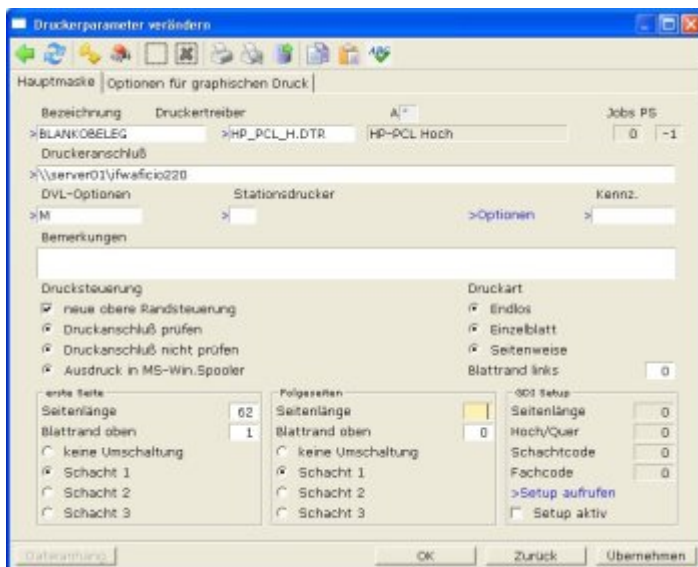 Druckerparameter verändern
ABC
Hauptmaske Optionen für graphischen Druck
Bezeichnung Druckertreiber A * Jobs PS
>BLANKOBELEG >HP_PCL_H.DTR HP-PCL Hoch 0 -1
Druckeranschluß
>\\server01\ifwaficio220
DVL-Optionen Stationsdrucker Kennz.
>M > >Optionen >
Bemerkungen
Drucksteuerung Druckart
neue obere Randsteuerung Endlos
Druckanschluß prüfen Einzelblatt
Druckanschluß nicht prüfen Seitenweise
Ausdruck in MS-Win.Spooler Blattrand links 0
erste Seite Folgeseiten GDI Setup
Seitenlänge 62 Seitenlänge Seitenlänge 0
Blattrand oben 1 Blattrand oben 0 Hoch/Quer 0
keine Umschaltung keine Umschaltung Schachtcode 0
Schacht 1 Schacht 1 Fachcode 0
Schacht 2 Schacht 2 >Setup aufrufen
Schacht 3 Schacht 3 Setup aktiv
Dateianhang OK Zurück Übernehmen